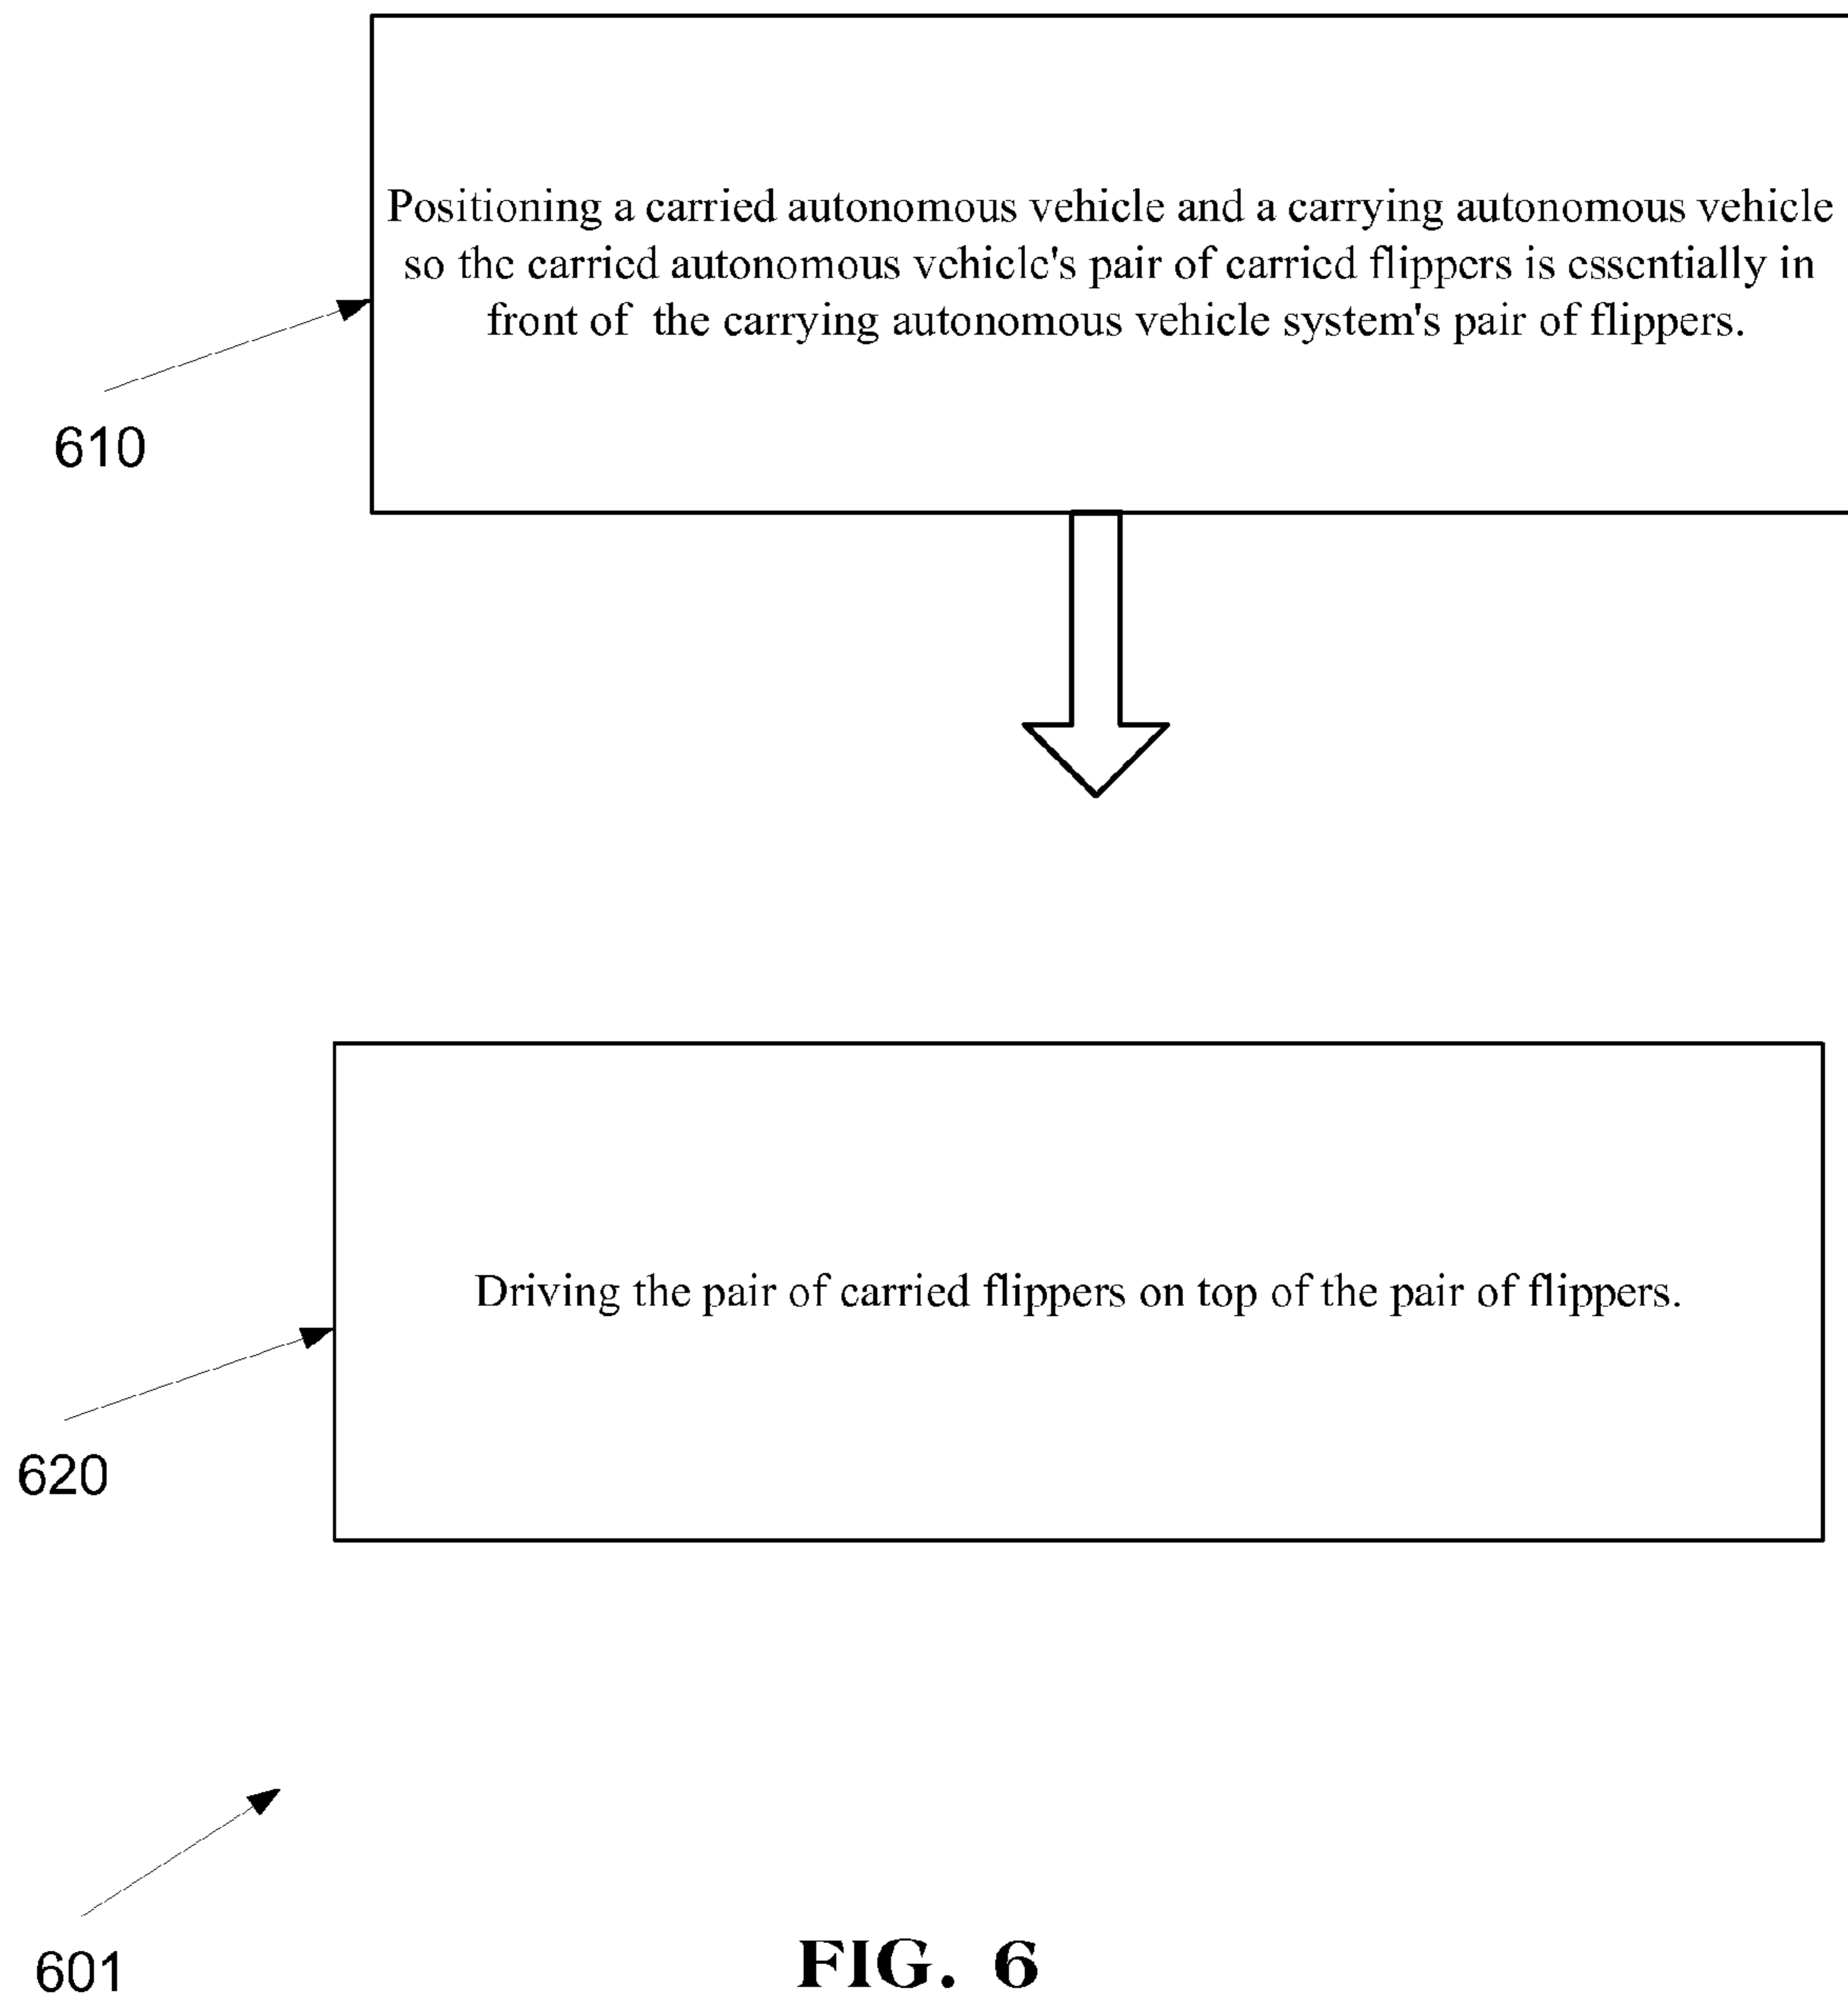 Positioning a carried autonomous vehicle and a carrying autonomous vehicle
so the carried autonomous vehicle's pair of carried flippers is essentially in
front of the carrying autonomous vehicle system's pair of flippers.
610
Driving the pair of carried flippers on top of the pair of flippers.
620
601
FIG. 6